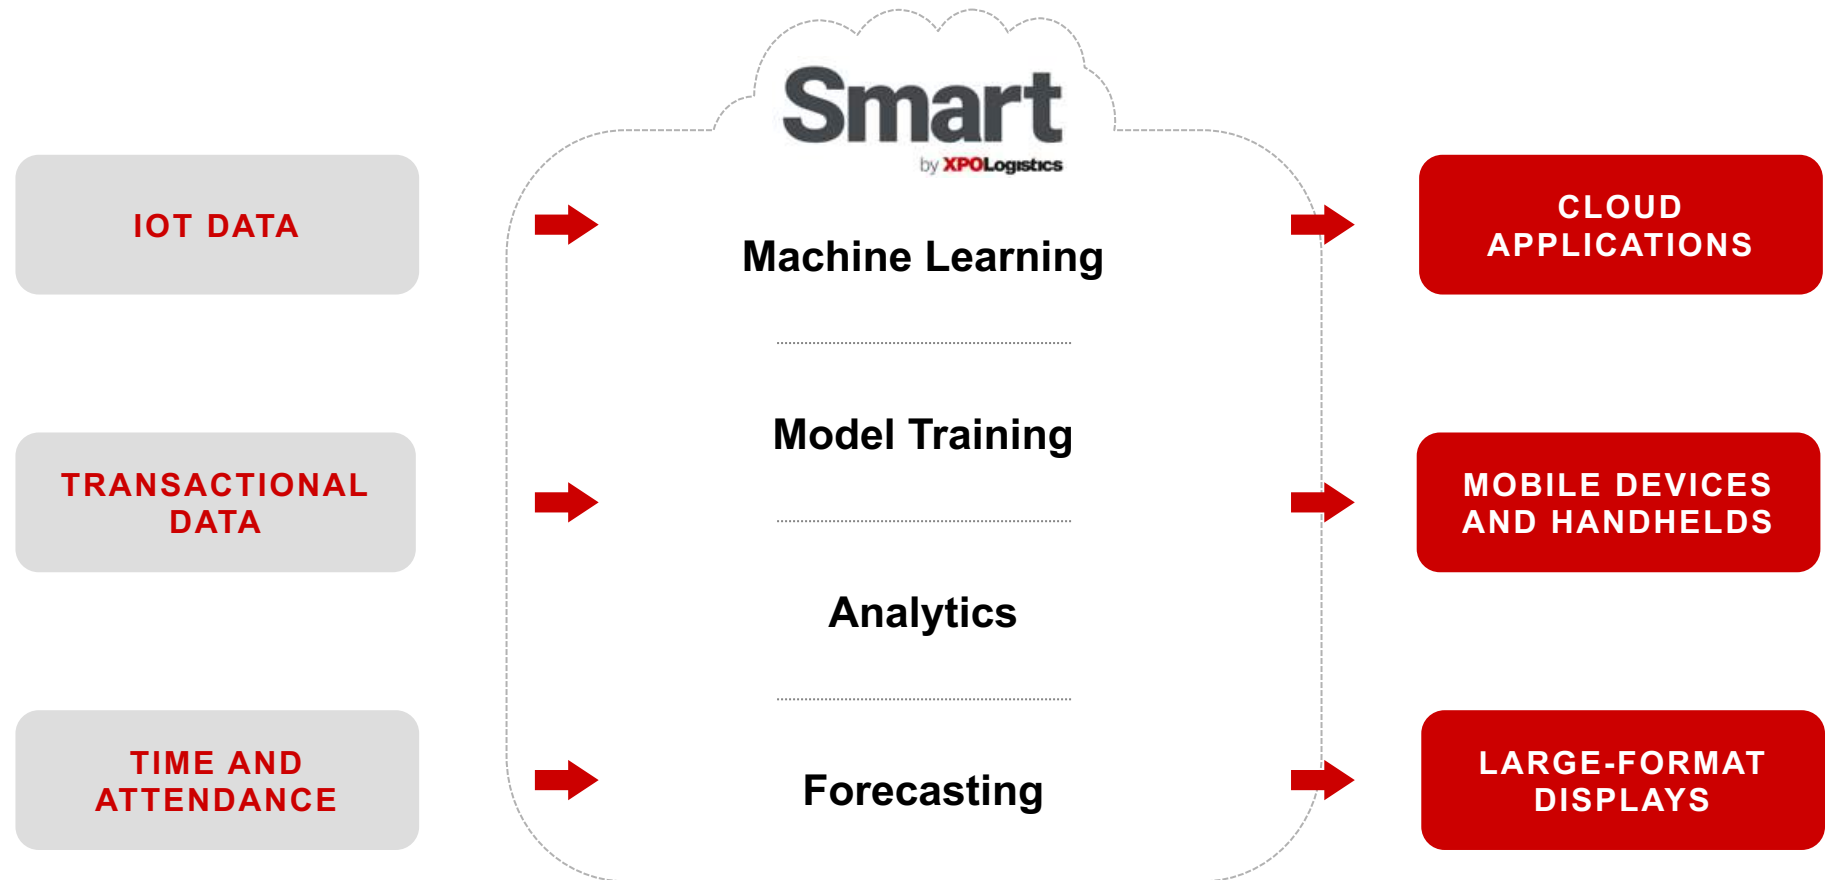 Smart
by XPOLogistics
IOT DATA
TRANSACTIONAL
DATA
TIME AND
ATTENDANCE
Machine Learning
Model Training
Analytics
Forecasting
CLOUD
APPLICATIONS
MOBILE DEVICES
AND HANDHELDS
LARGE-FORMAT
DISPLAYS